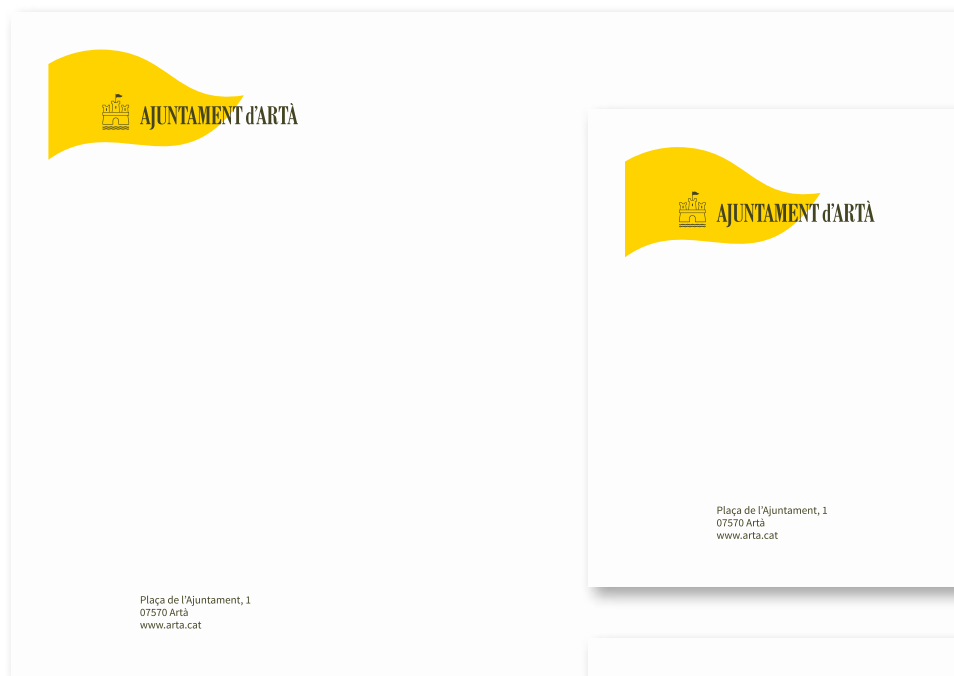 AJUNTAMENT d’ARTÀ
Plaça de l’Ajuntament, 1
07570 Artà
www.arta.cat
AJUNTAMENT d’ARTÀ
Plaça de l’Ajuntament, 1
07570 Artà
www.arta.cat